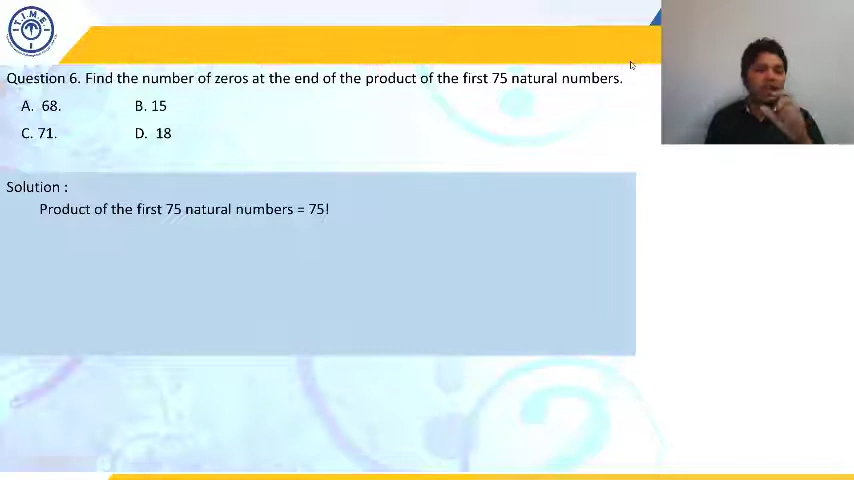 T.I.M.E.
Question 6. Find the number of zeros at the end of the product of the first 75 natural numbers.
A. 68. B. 15
C. 71. D. 18
Solution :
Product of the first 75 natural numbers = 75!